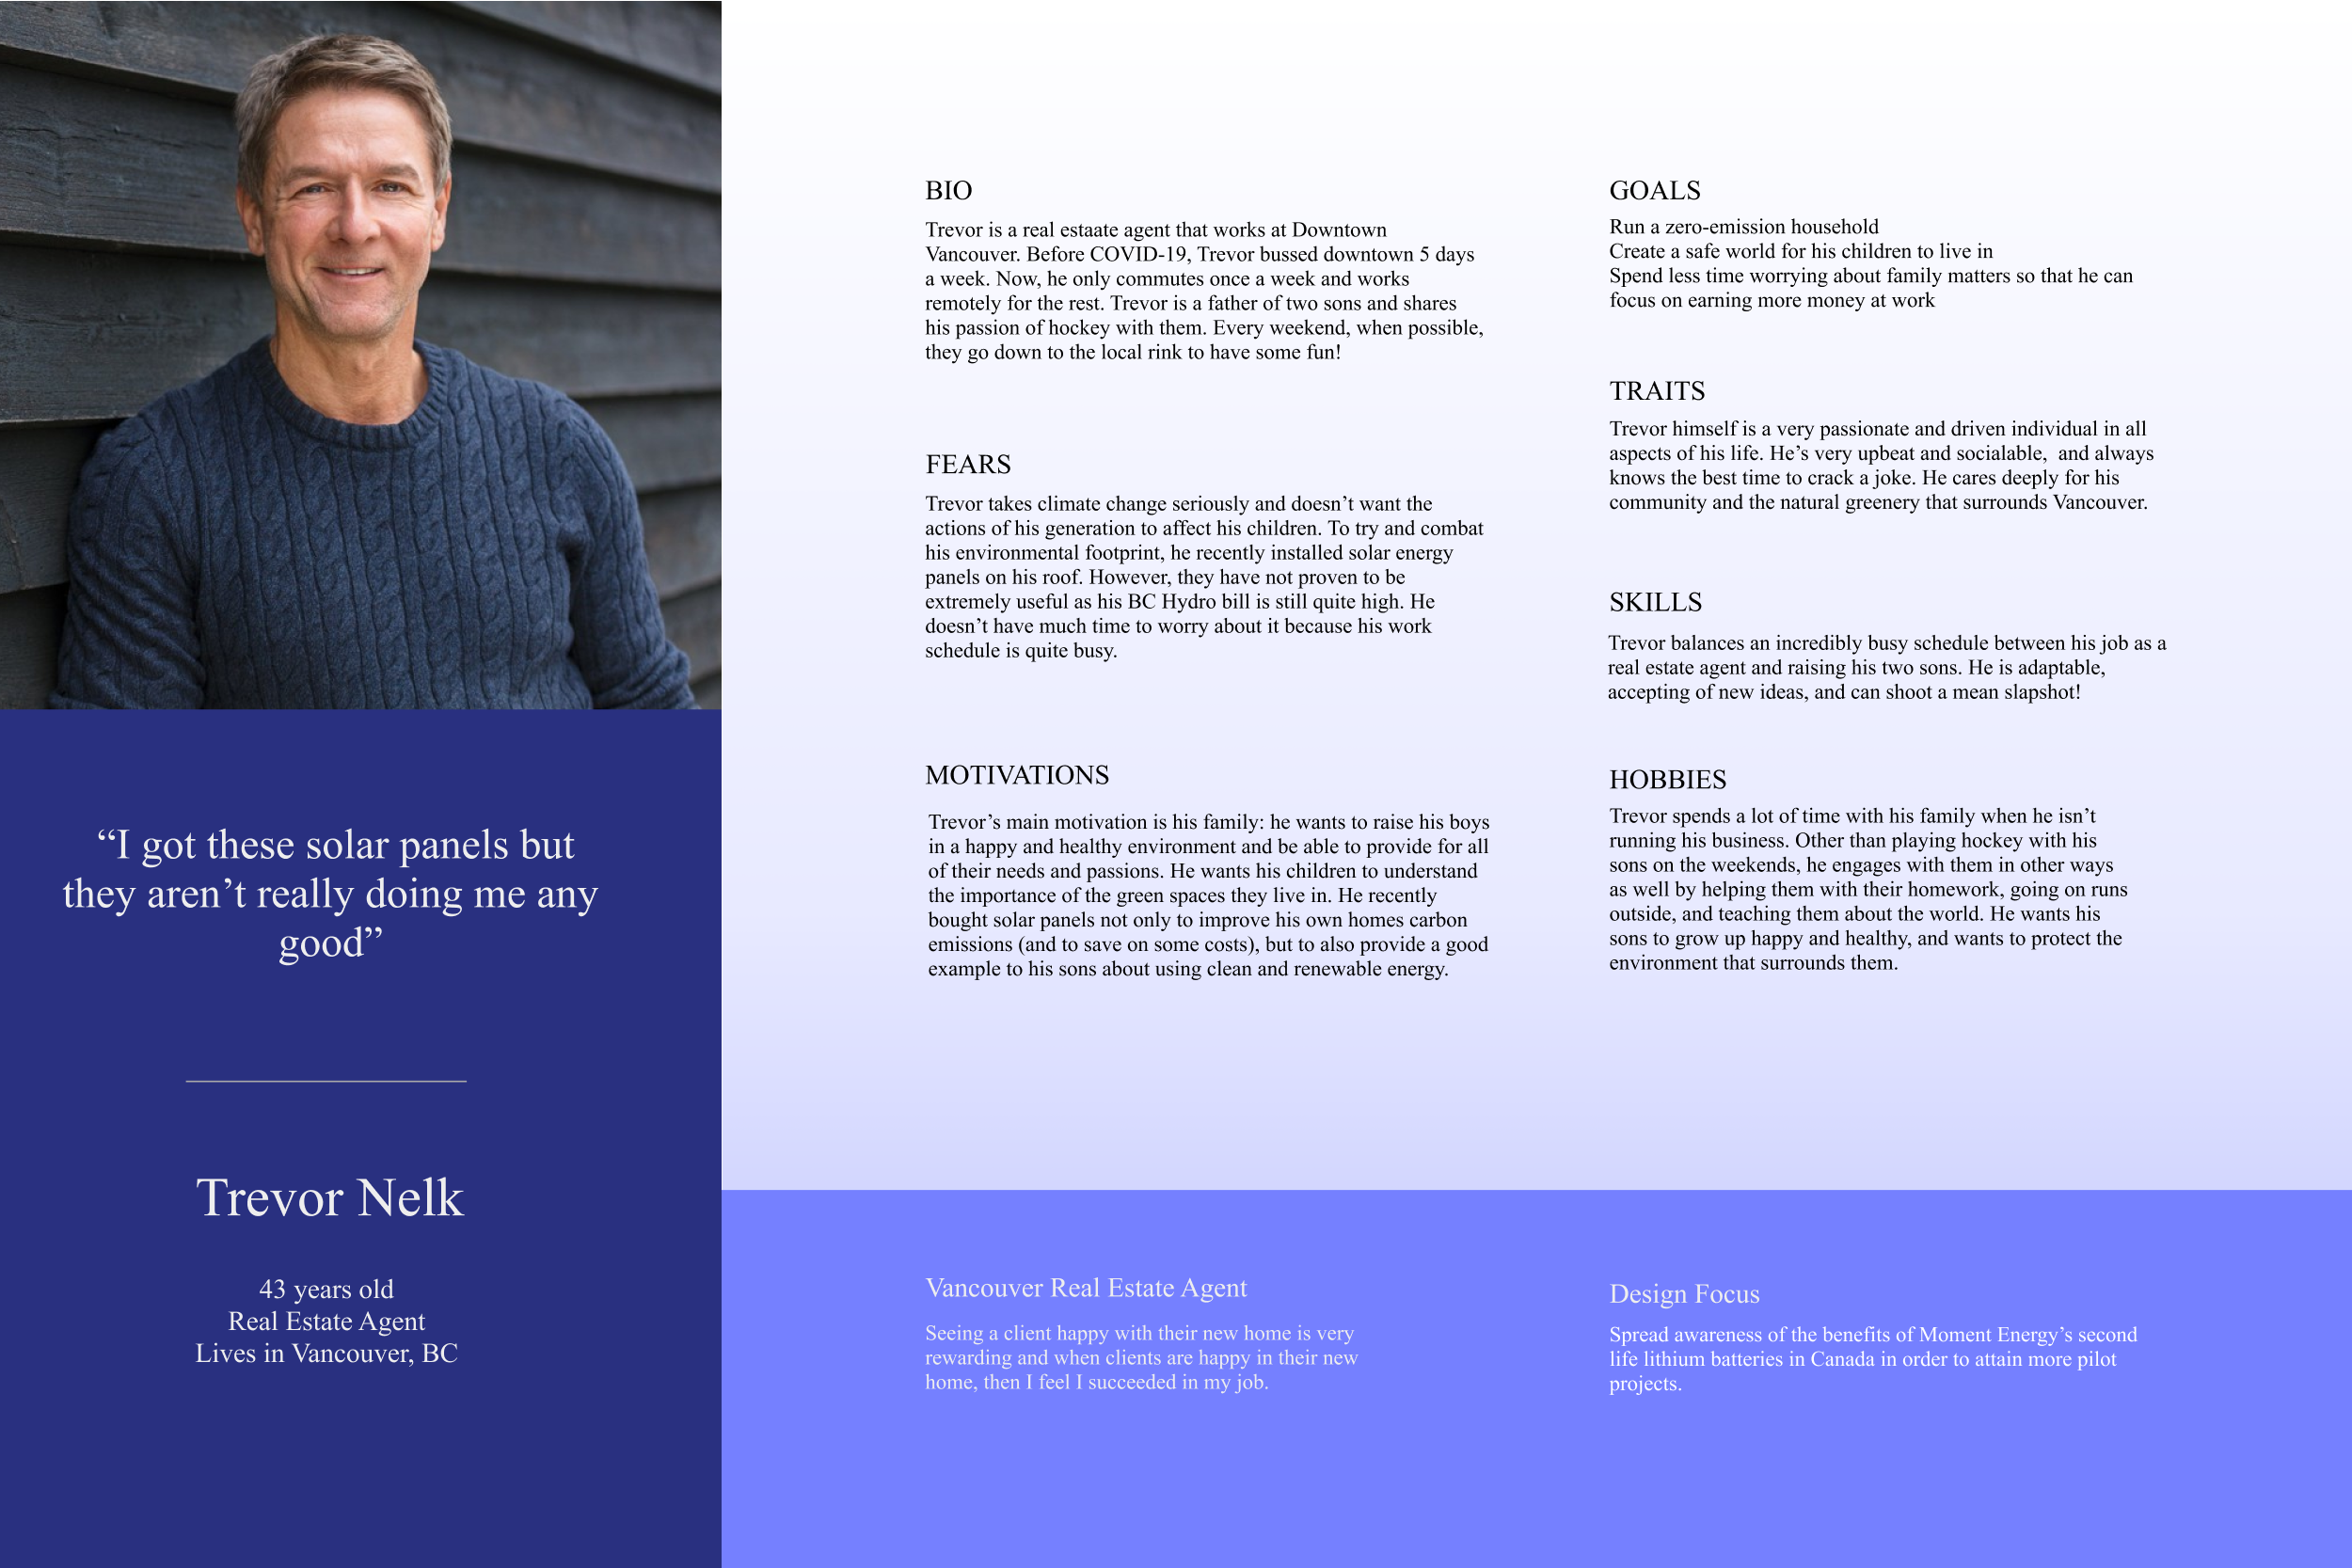 “I got these solar panels but
they aren’t really doing me any
good”
Trevor Nelk
43 years old
Real Estate Agent
Lives in Vancouver, BC
BIO
Trevor is a real estaate agent that works at Downtown
Vancouver. Before COVID-19, Trevor bussed downtown 5 days
a week. Now, he only commutes once a week and works
remotely for the rest. Trevor is a father of two sons and shares
his passion of hockey with them. Every weekend, when possible,
they go down to the local rink to have some fun!
FEARS
Trevor takes climate change seriously and doesn’t want the
actions of his generation to affect his children. To try and combat
his environmental footprint, he recently installed solar energy
panels on his roof. However, they have not proven to be
extremely useful as his BC Hydro bill is still quite high. He
doesn’t have much time to worry about it because his work
schedule is quite busy.
MOTIVATIONS
Trevor’s main motivation is his family: he wants to raise his boys
in a happy and healthy environment and be able to provide for all
of their needs and passions. He wants his children to understand
the importance of the green spaces they live in. He recently
bought solar panels not only to improve his own homes carbon
emissions (and to save on some costs), but to also provide a good
example to his sons about using clean and renewable energy.
GOALS
Run a zero-emission household
Create a safe world for his children to live in
Spend less time worrying about family matters so that he can
focus on earning more money at work
TRAITS
Trevor himself is a very passionate and driven individual in all
aspects of his life. He’s very upbeat and socialable,  and always
knows the best time to crack a joke. He cares deeply for his
community and the natural greenery that surrounds Vancouver.
SKILLS
Trevor balances an incredibly busy schedule between his job as a
real estate agent and raising his two sons. He is adaptable,
accepting of new ideas, and can shoot a mean slapshot!
HOBBIES
Trevor spends a lot of time with his family when he isn’t
running his business. Other than playing hockey with his
sons on the weekends, he engages with them in other ways
as well by helping them with their homework, going on runs
outside, and teaching them about the world. He wants his
sons to grow up happy and healthy, and wants to protect the
environment that surrounds them.
Vancouver Real Estate Agent
Seeing a client happy with their new home is very
rewarding and when clients are happy in their new
home, then I feel I succeeded in my job.
Design Focus
Spread awareness of the benefits of Moment Energy’s second
life lithium batteries in Canada in order to attain more pilot
projects.